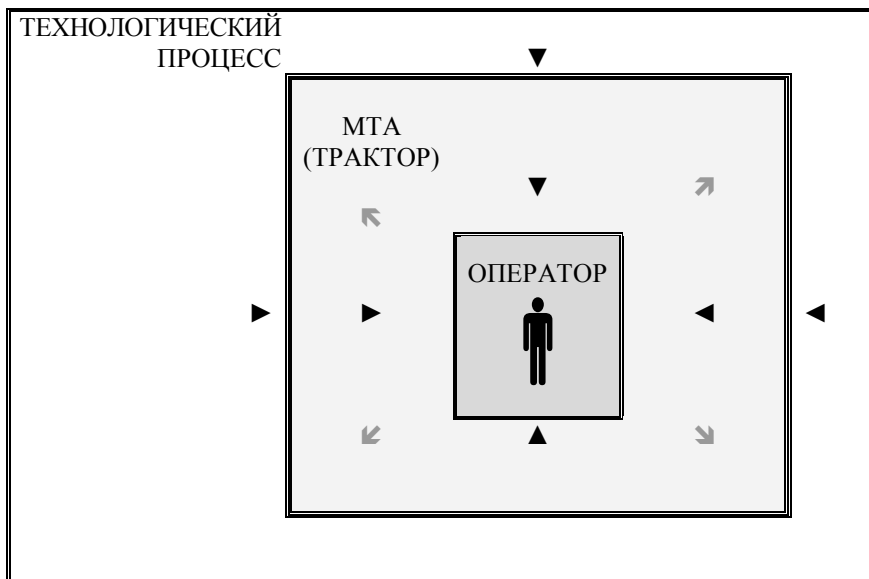 ТЕХНОЛОГИЧЕСКИЙ
ПРОЦЕСС
МТА
(ТРАКТОР)
ОПЕРАТОР